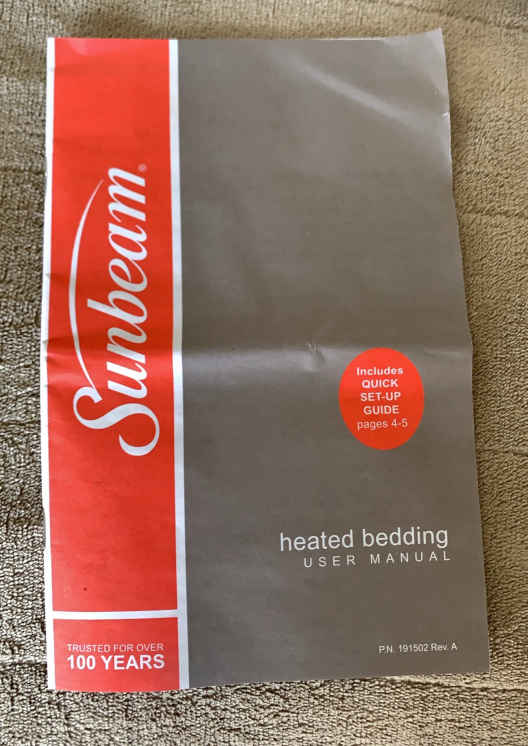 Sunbeam®
Includes
QUICK
SET-UP
GUIDE
pages 4-5
heated bedding
USER MANUAL
TRUSTED FOR OVER
100 YEARS
P.N. 191502 Rev. A